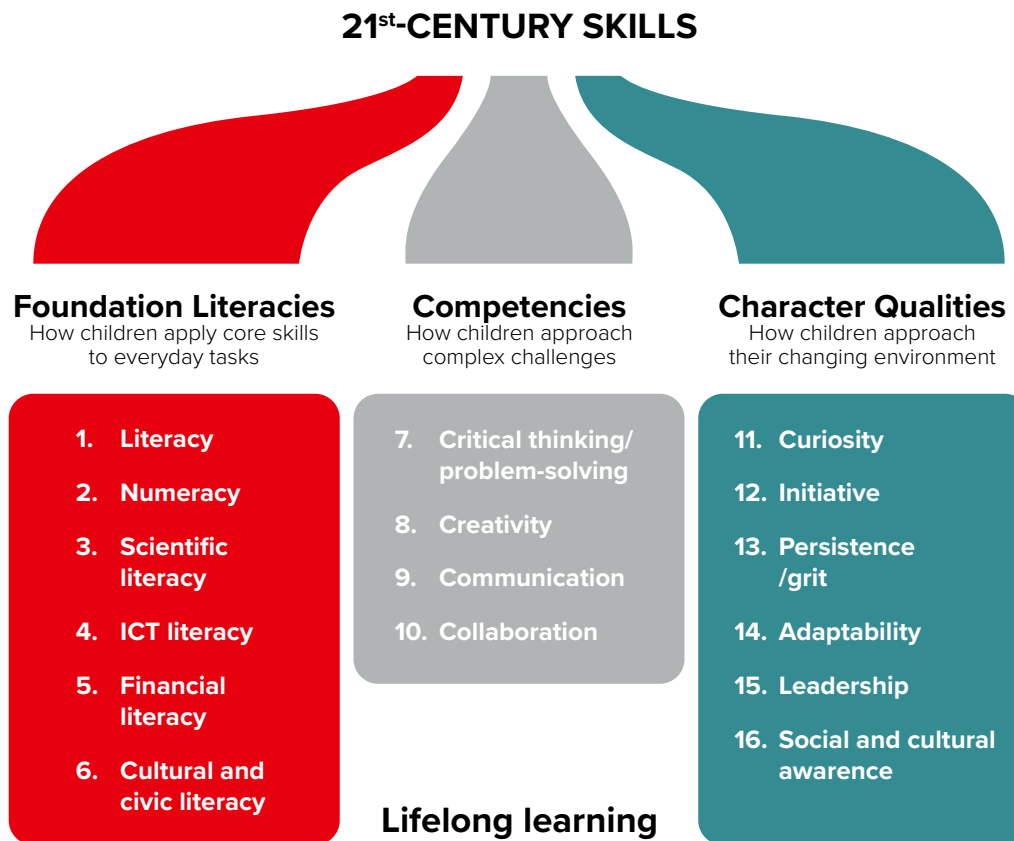 21st-CENTURY SKILLS
Foundation Literacies
How children apply core skills
to everyday tasks
1. Literacy
2. Numeracy
3. Scientific
literacy
4. ICT literacy
5. Financial
literacy
6. Cultural and
civic literacy
Competencies
How children approach
complex challenges
7. Critical thinking/
problem-solving
8. Creativity
9. Communication
10. Collaboration
Character Qualities
How children approach
their changing environment
11. Curiosity
12. Initiative
13. Persistence
/grit
14. Adaptability
15. Leadership
16. Social and cultural
awarence
Lifelong learning